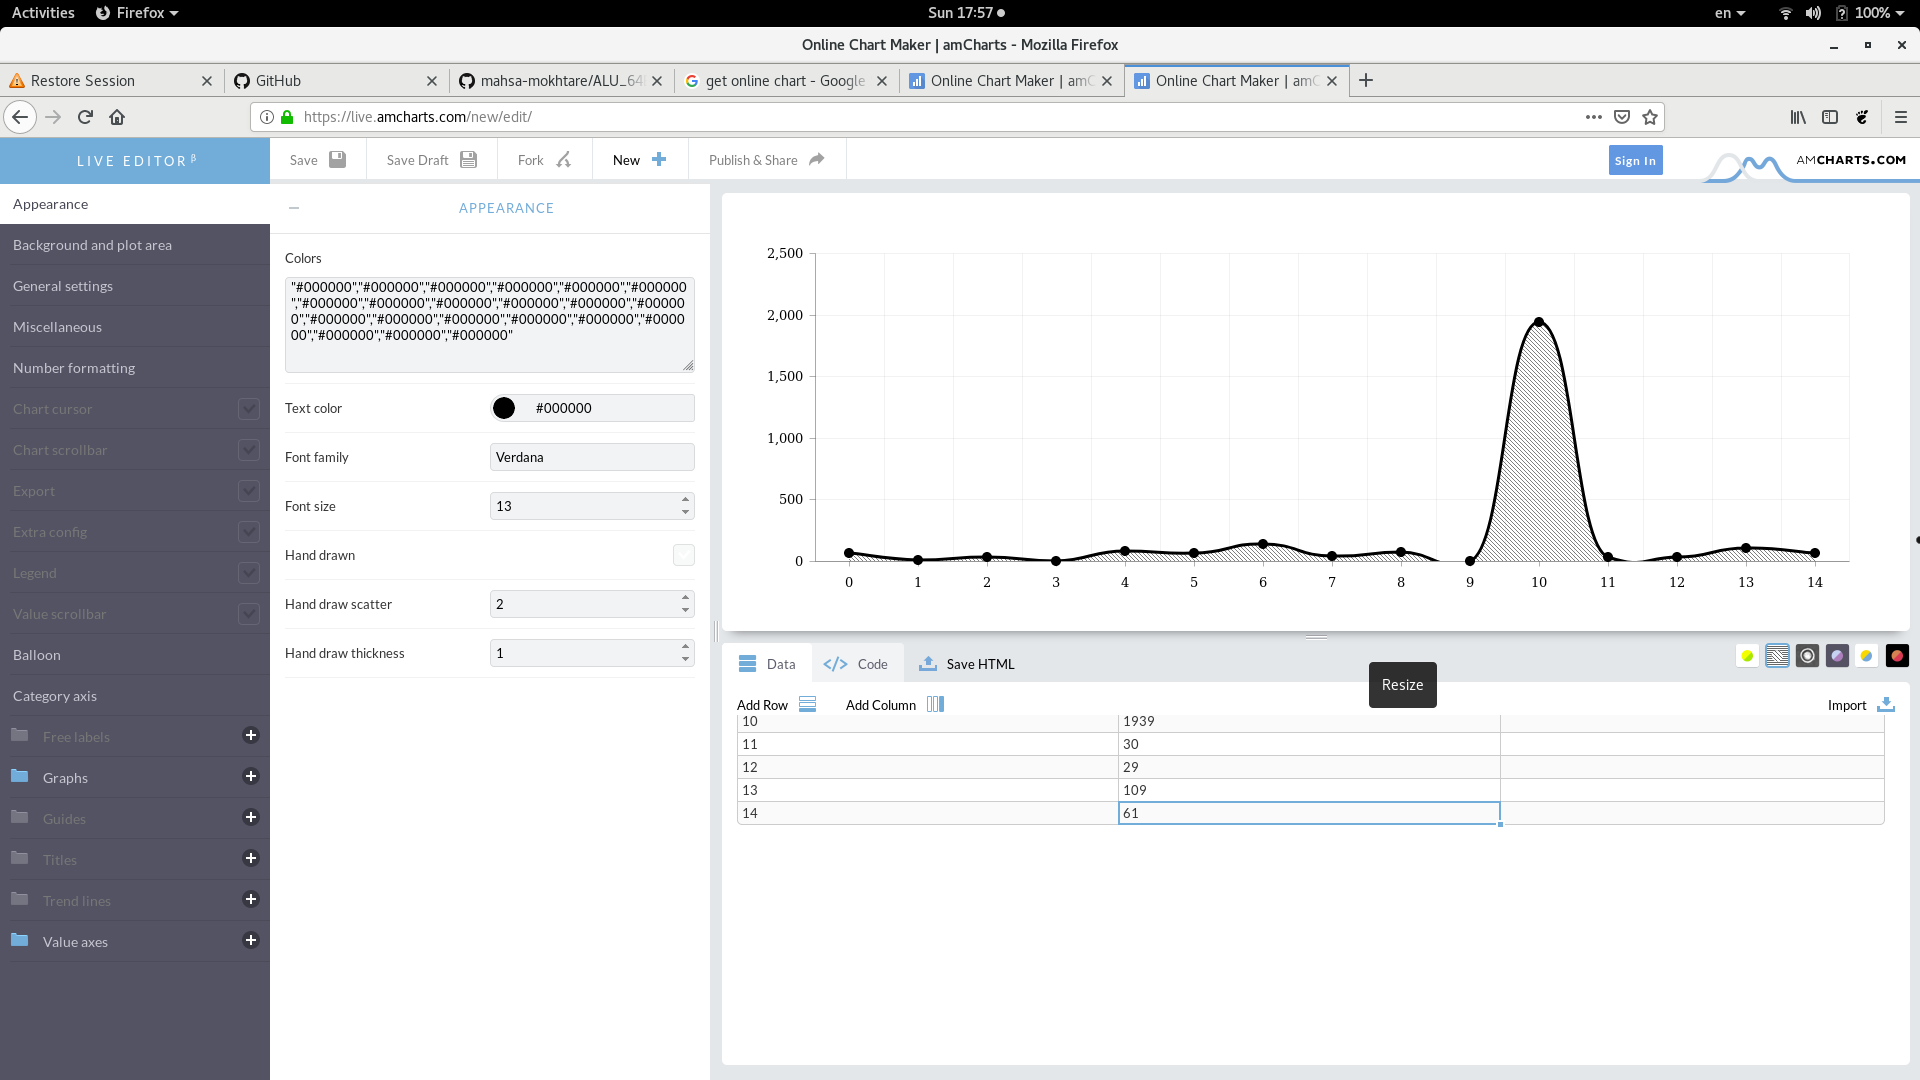 Activities Firefox Sun 17:57 en 100%
Online Chart Maker | amCharts - Mozilla Firefox
Restore Session GitHub mahsa-mokhtare/ALU_64 get online chart - Google Online Chart Maker | amC Online Chart Maker | amC
https://live.amcharts.com/new/edit/
LIVE EDITOR β Save Save Draft Fork New Publish & Share Sign In AMCHARTS.COM
Appearance
Background and plot area
General settings
Miscellaneous
Number formatting
Chart cursor
Chart scrollbar
Export
Extra config
Legend
Value scrollbar
Balloon
Category axis
Free labels
Graphs
Guides
Titles
Trend lines
Value axes
APPEARANCE
Colors
"#000000","#000000","#000000","#000000","#000000","#000000
","#000000","#000000","#000000","#000000","#000000","#00000
0","#000000","#000000","#000000","#000000","#000000","#0000
00","#000000","#000000","#000000"
Text color #000000
Font family Verdana
Font size 13
Hand drawn
Hand draw scatter 2
Hand draw thickness 1
2,500
2,000
1,500
1,000
500
0
0 1 2 3 4 5 6 7 8 9 10 11 12 13 14
Data </> Code Save HTML
Resize
Add Row Add Column Import
10 1939
11 30
12 29
13 109
14 61